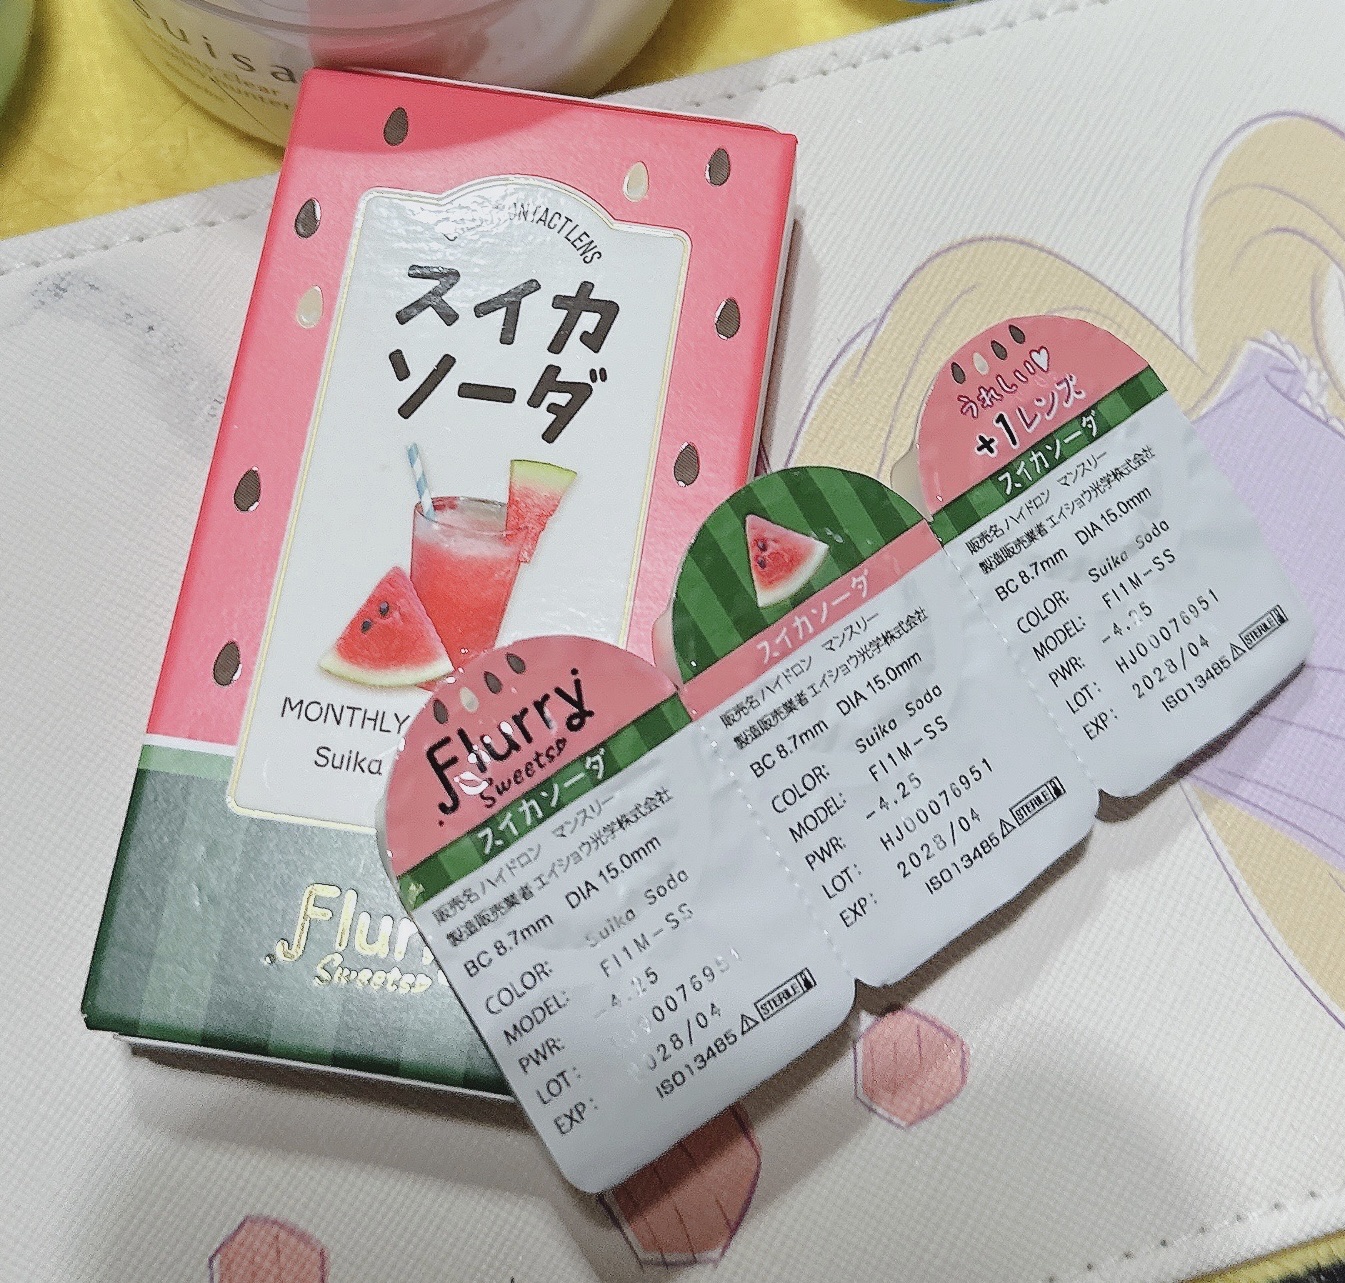 uisa
スイカ
ソーダ
MONTHLY
Suika
Flurry
Sweets
スイカソーダ
販売名 ハイドロン マンスリー
製造販売業者 エイショウ光学株式会社
BC 8.7mm DIA 15.0mm
COLOR: Suika Soda
MODEL: FI1M-SS
PWR: -4.25
LOT: 0076951
EXP: 2028/04
ISO13485 STERILE
スイカソーダ
販売名 ハイドロン マンスリー
製造販売業者 エイショウ光学株式会社
BC 8.7mm DIA 15.0mm
COLOR: Suika Soda
MODEL: FI1M-SS
PWR: -4.25
LOT: HJ00076951
EXP: 2028/04
ISO13485 STERILE
うれしい♡
+1レンズ
スイカソーダ
販売名 ハイドロン マンスリー
製造販売業者 エイショウ光学株式会社
BC 8.7mm DIA 15.0mm
COLOR: Suika Soda
MODEL: FI1M-SS
PWR: -4.25
LOT: HJ00076951
EXP: 2028/04
ISO13485 STERILE
Flur
Sweets